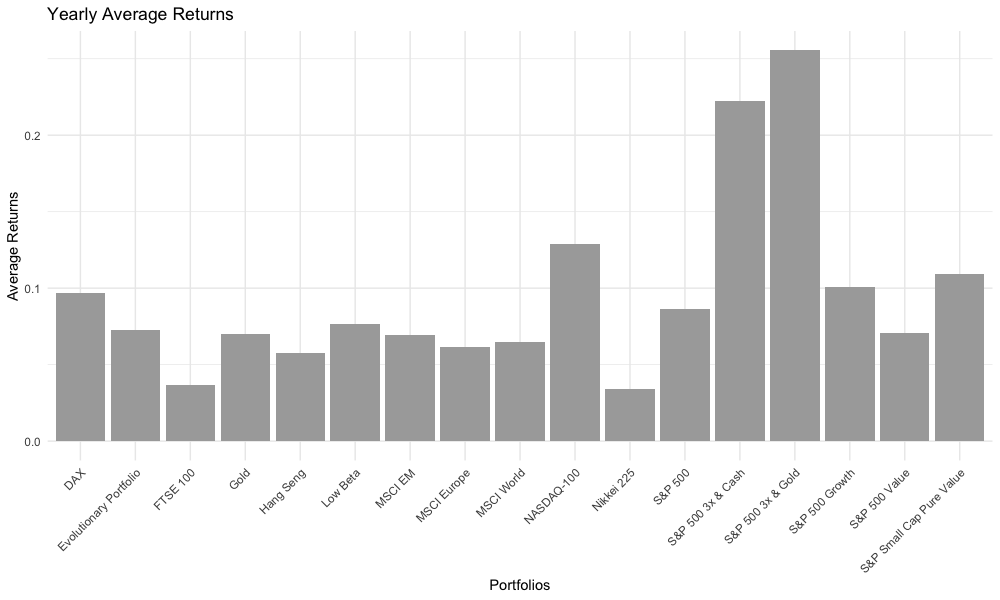 Yearly Average Returns
Average Returns
0.2
0.1
0.0
DAX
Evolutionary Portfolio
FTSE 100
Gold
Hang Seng
Low Beta
MSCI EM
MSCI Europe
MSCI World
NASDAQ-100
Nikkei 225
S&P 500
S&P 500 3x & Cash
S&P 500 3x & Gold
S&P 500 Growth
S&P 500 Value
S&P Small Cap Pure Value
Portfolios